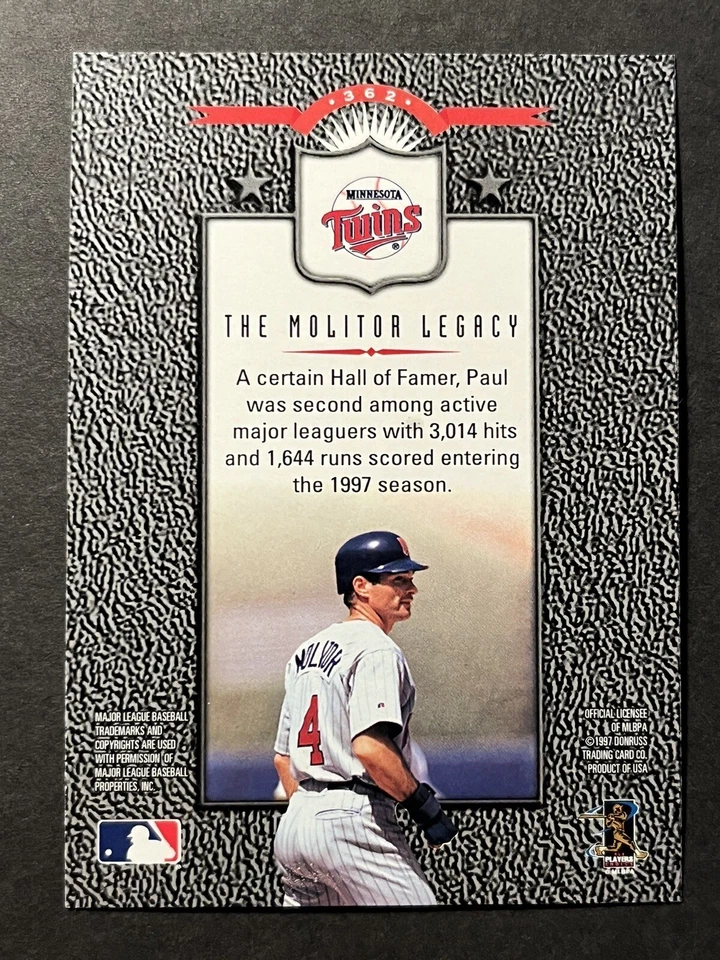 · 362 ·
MINNESOTA
Twins
®
THE MOLITOR LEGACY
A certain Hall of Famer, Paul
was second among active
major leaguers with 3,014 hits
and 1,644 runs scored entering
the 1997 season.
MOLITOR
4
MAJOR LEAGUE BASEBALL
TRADEMARKS AND
COPYRIGHTS ARE USED
WITH PERMISSION OF
MAJOR LEAGUE BASEBALL
PROPERTIES, INC.
OFFICIAL LICENSEE
OF MLBPA
©1997 DONRUSS
TRADING CARD CO.
PRODUCT OF USA
PLAYERS
CHOICE
©MLBPA